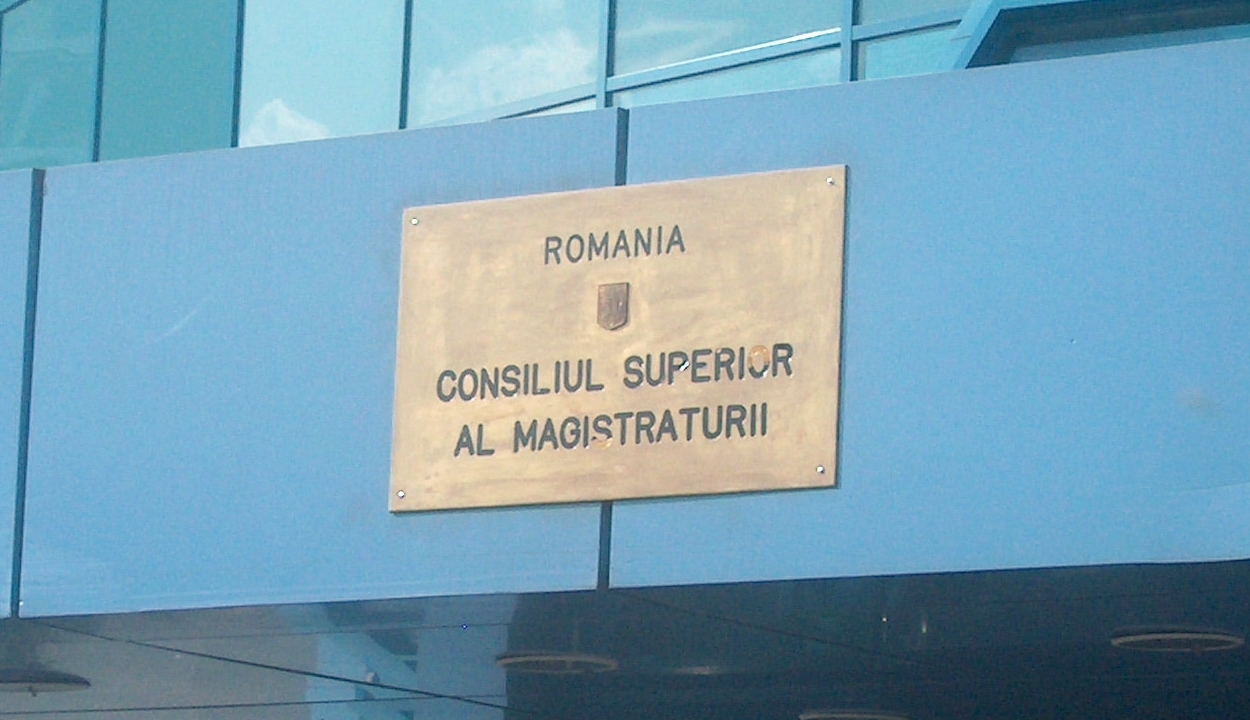 ROMANIA
CONSILIUL SUPERIOR
AL MAGISTRATURII